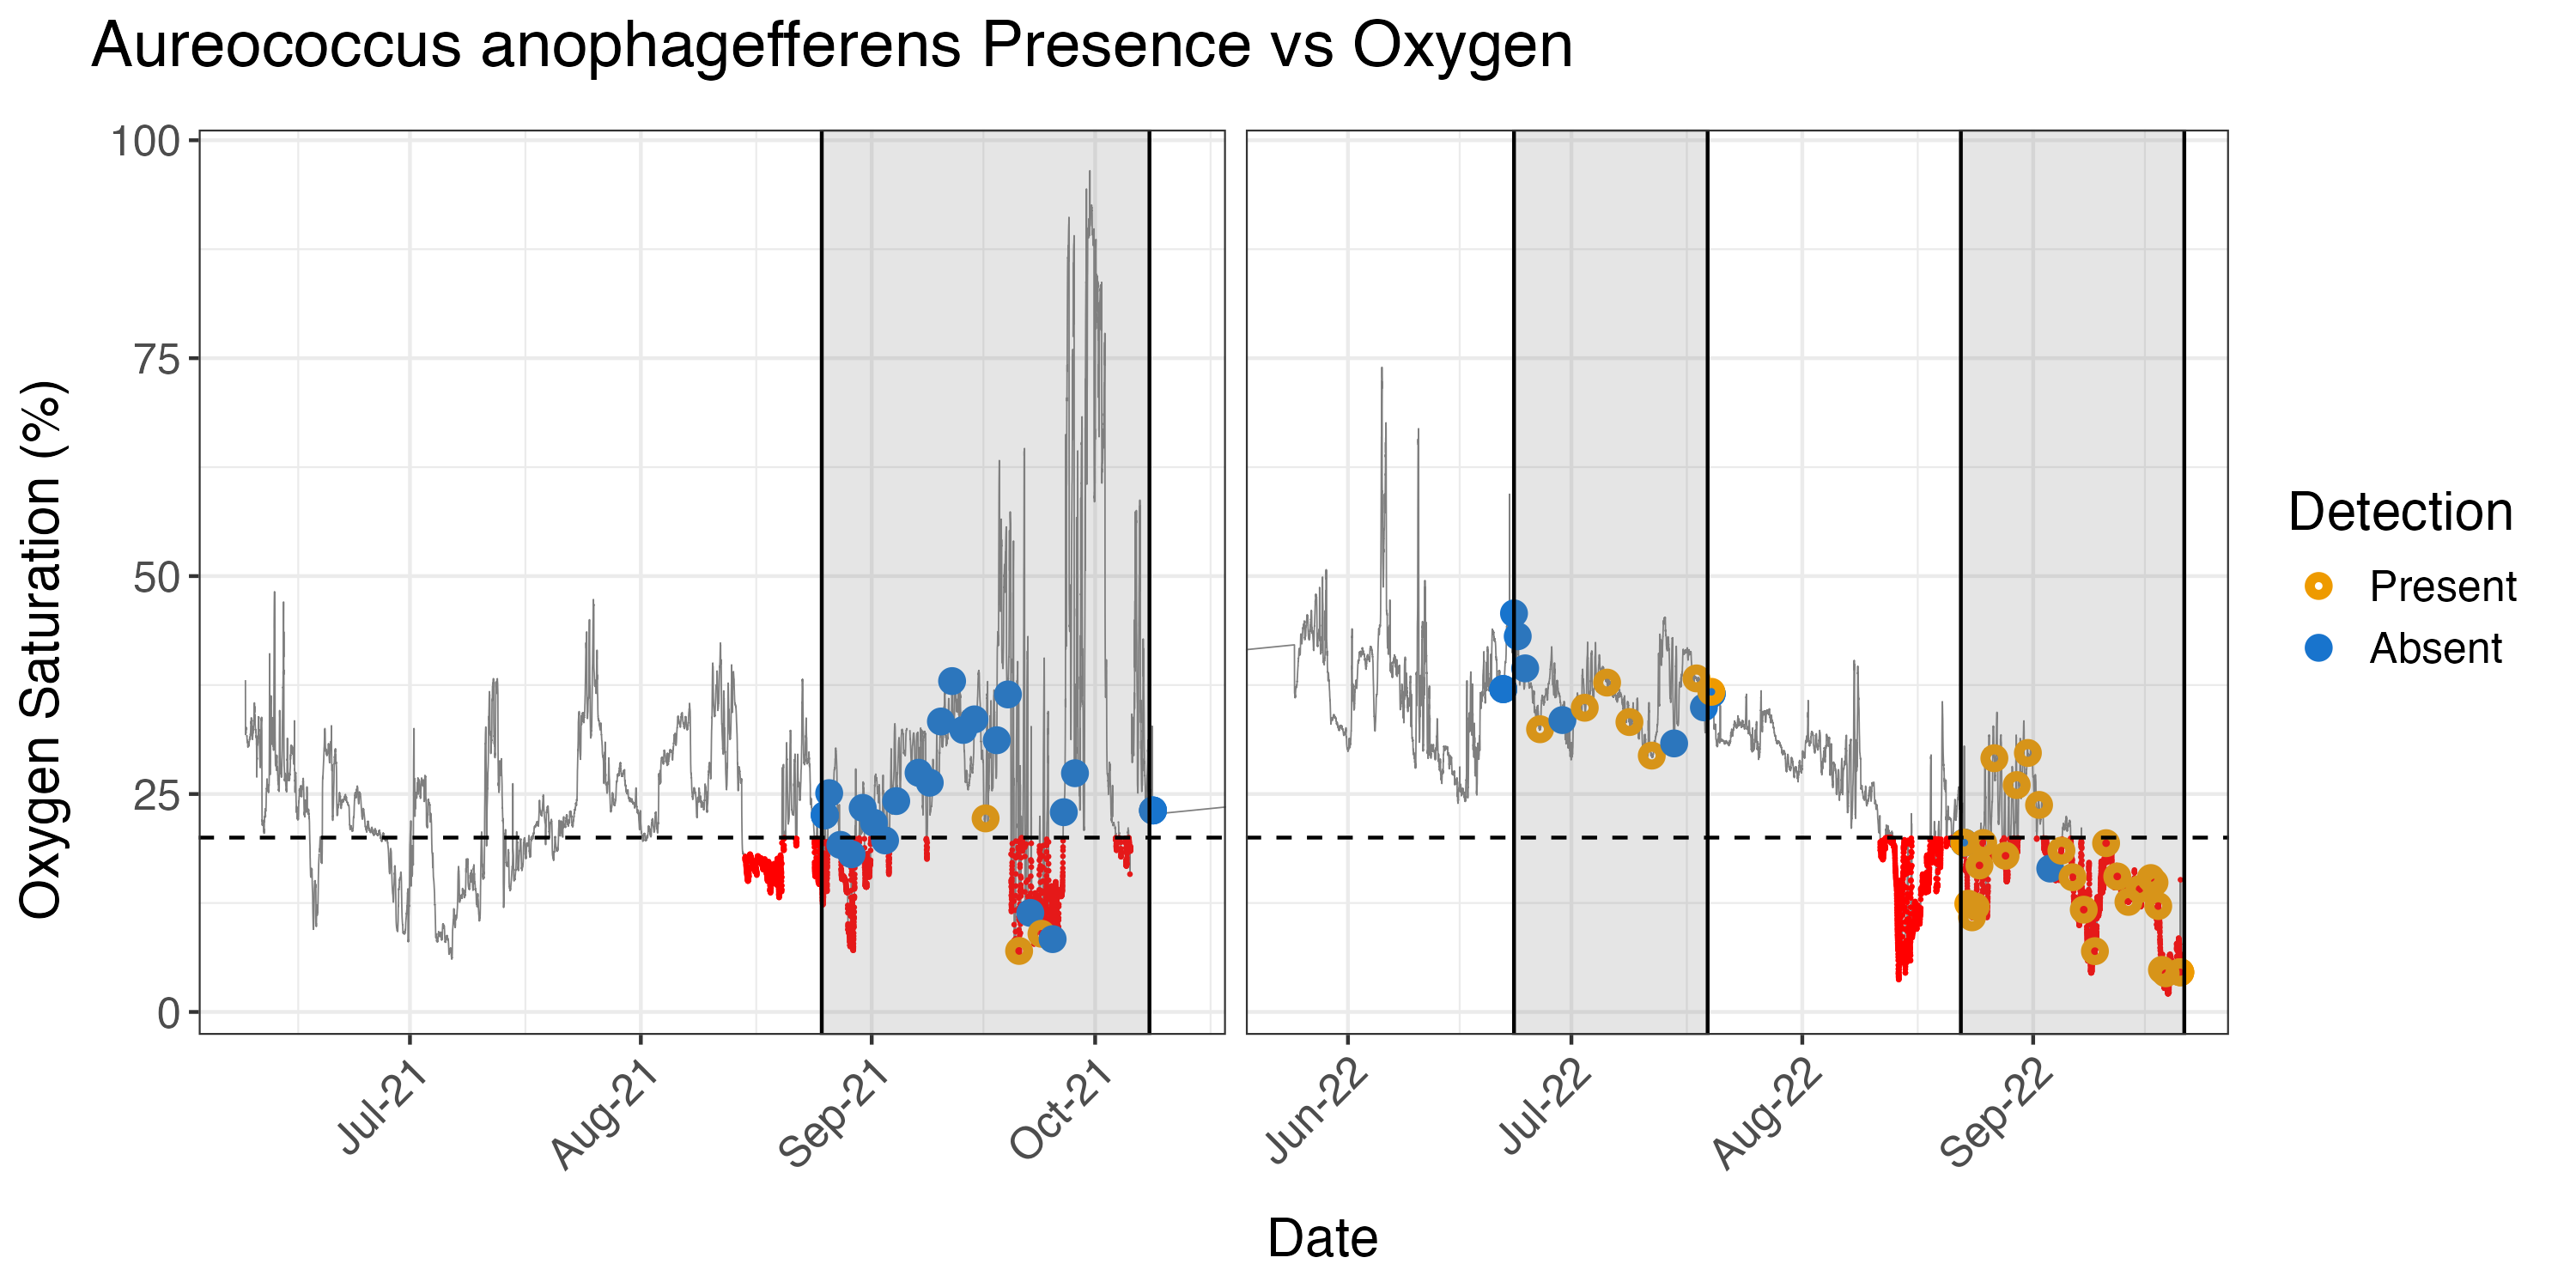 Aureococcus anophagefferens Presence vs Oxygen
Oxygen Saturation (%)
100
75
50
25
0
Jul-21
Aug-21
Sep-21
Oct-21
Jun-22
Jul-22
Aug-22
Sep-22
Date
Detection
Present
Absent